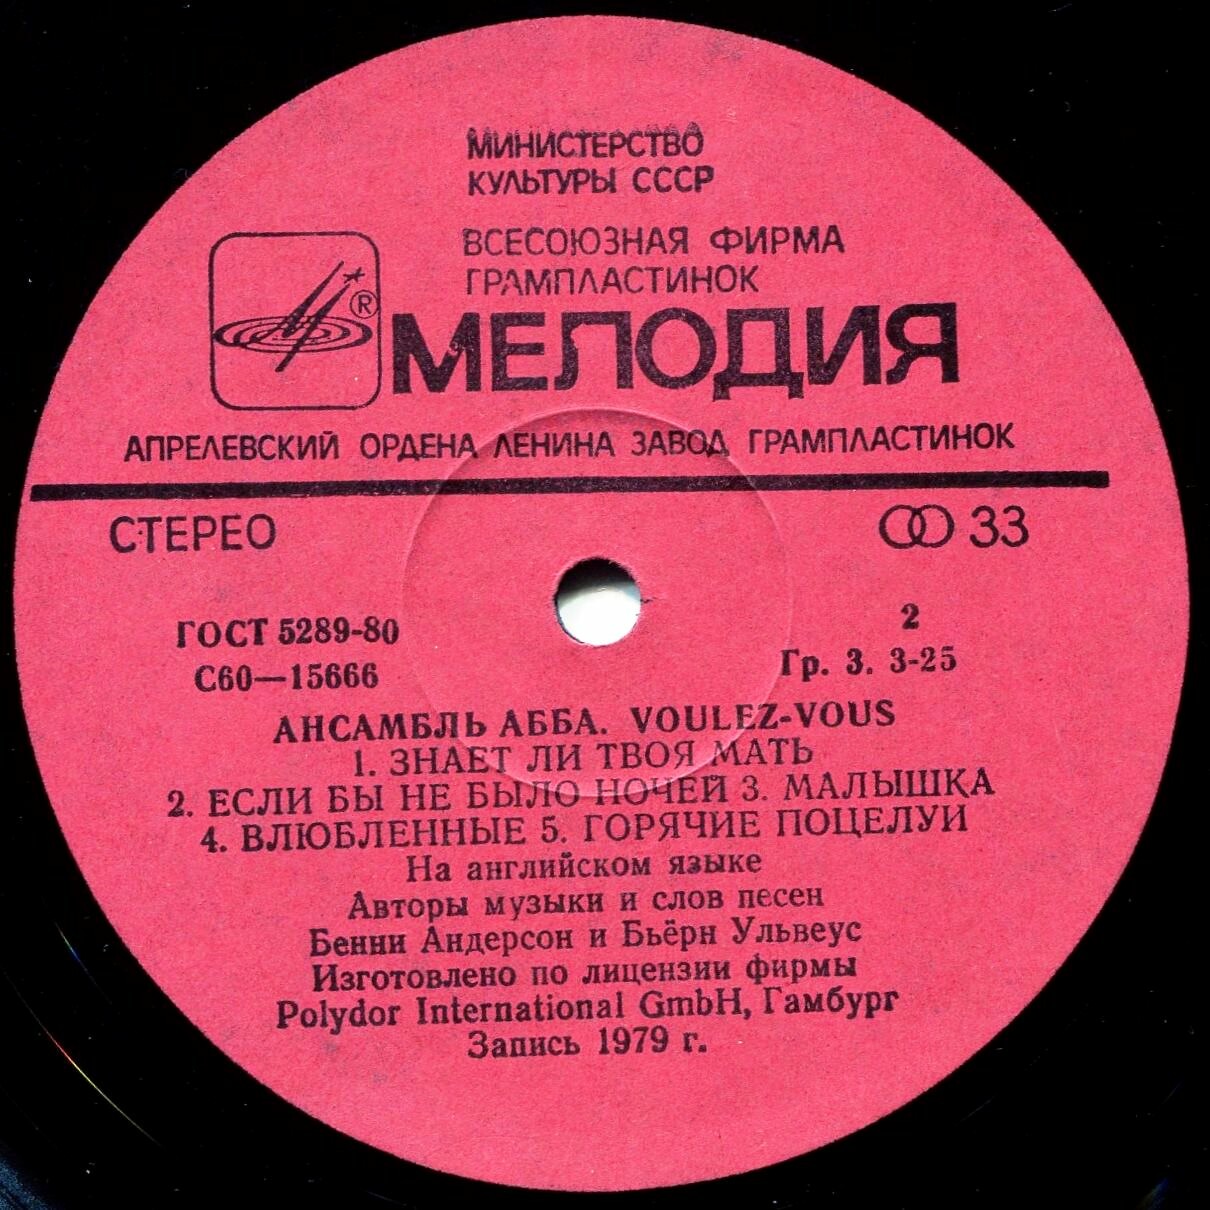 МИНИСТЕРСТВО
КУЛЬТУРЫ СССР
ВСЕСОЮЗНАЯ ФИРМА
ГРАМПЛАСТИНОК
®
МЕЛОДИЯ
АПРЕЛЕВСКИЙ ОРДЕНА ЛЕНИНА ЗАВОД ГРАМПЛАСТИНОК
СТЕРЕО 33
ГОСТ 5289-80 2
С60—15666 Гр. 3. 3-25
АНСАМБЛЬ АББА. VOULEZ-VOUS
1. ЗНАЕТ ЛИ ТВОЯ МАТЬ
2. ЕСЛИ БЫ НЕ БЫЛО НОЧЕЙ 3. МАЛЫШКА
4. ВЛЮБЛЕННЫЕ 5. ГОРЯЧИЕ ПОЦЕЛУИ
На английском языке
Авторы музыки и слов песен
Бенни Андерсон и Бьёрн Ульвеус
Изготовлено по лицензии фирмы
Polydor International GmbH, Гамбург
Запись 1979 г.